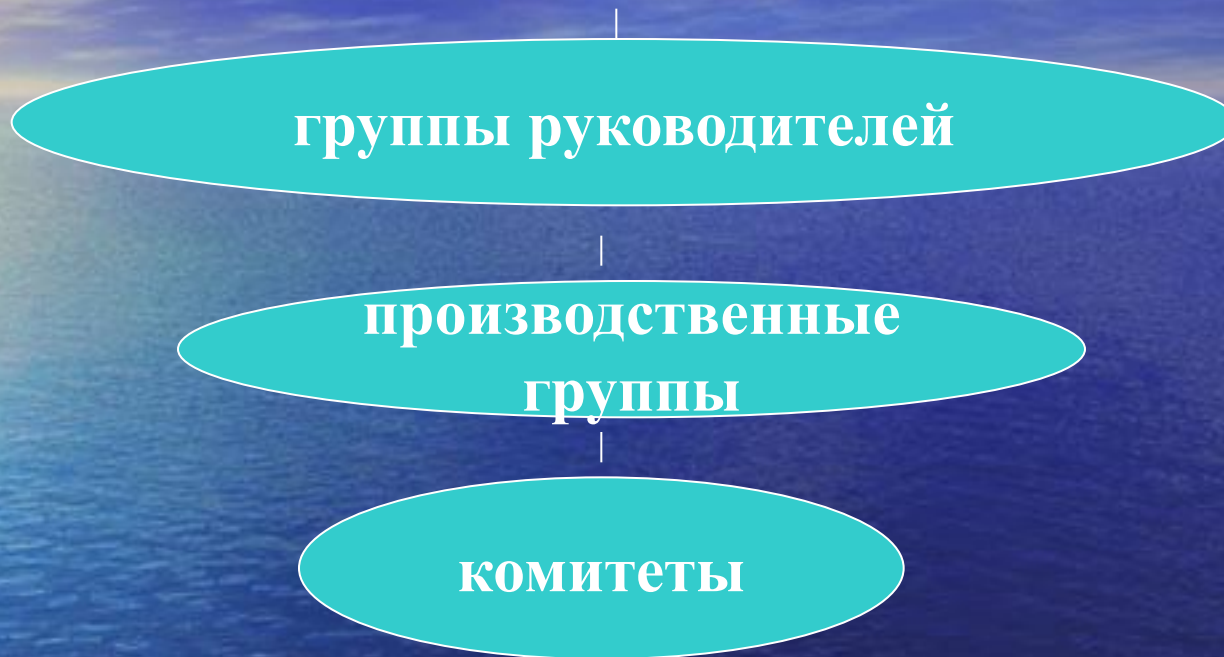 группы руководителей
производственные
группы
комитеты